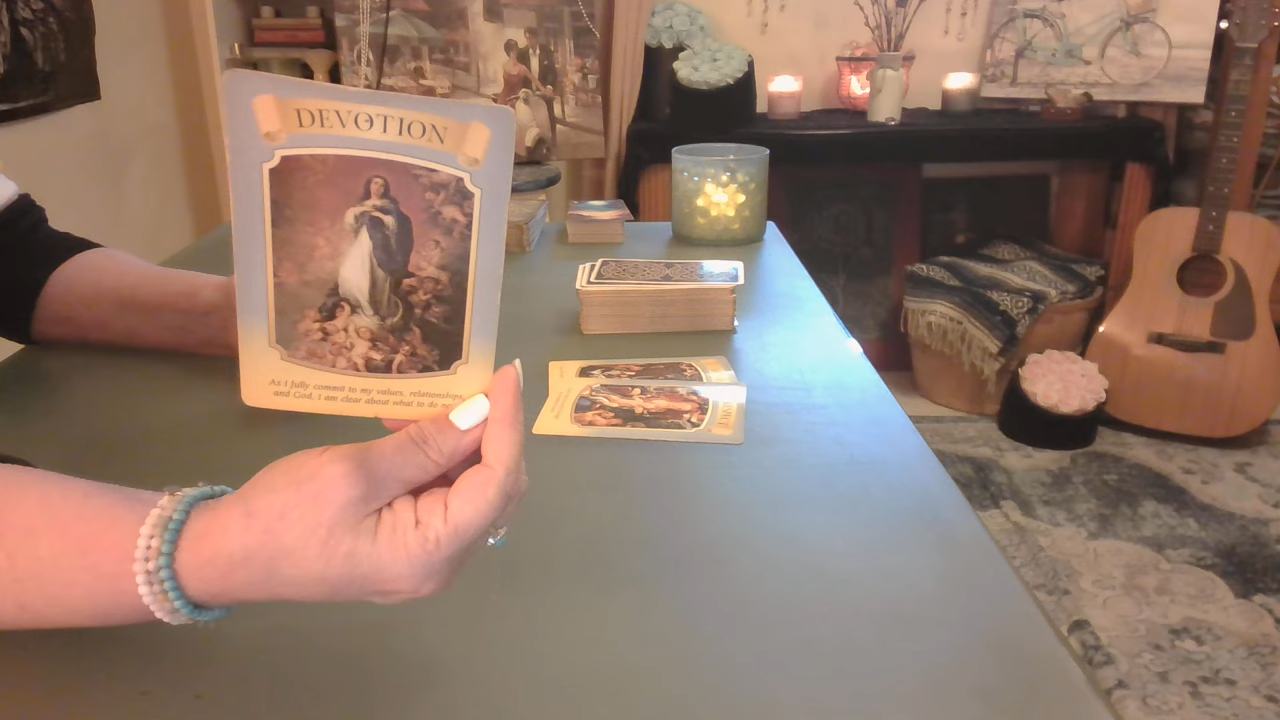 DEVOTION
As I fully commit to my values, relationships,
and God, I am clear about what to do